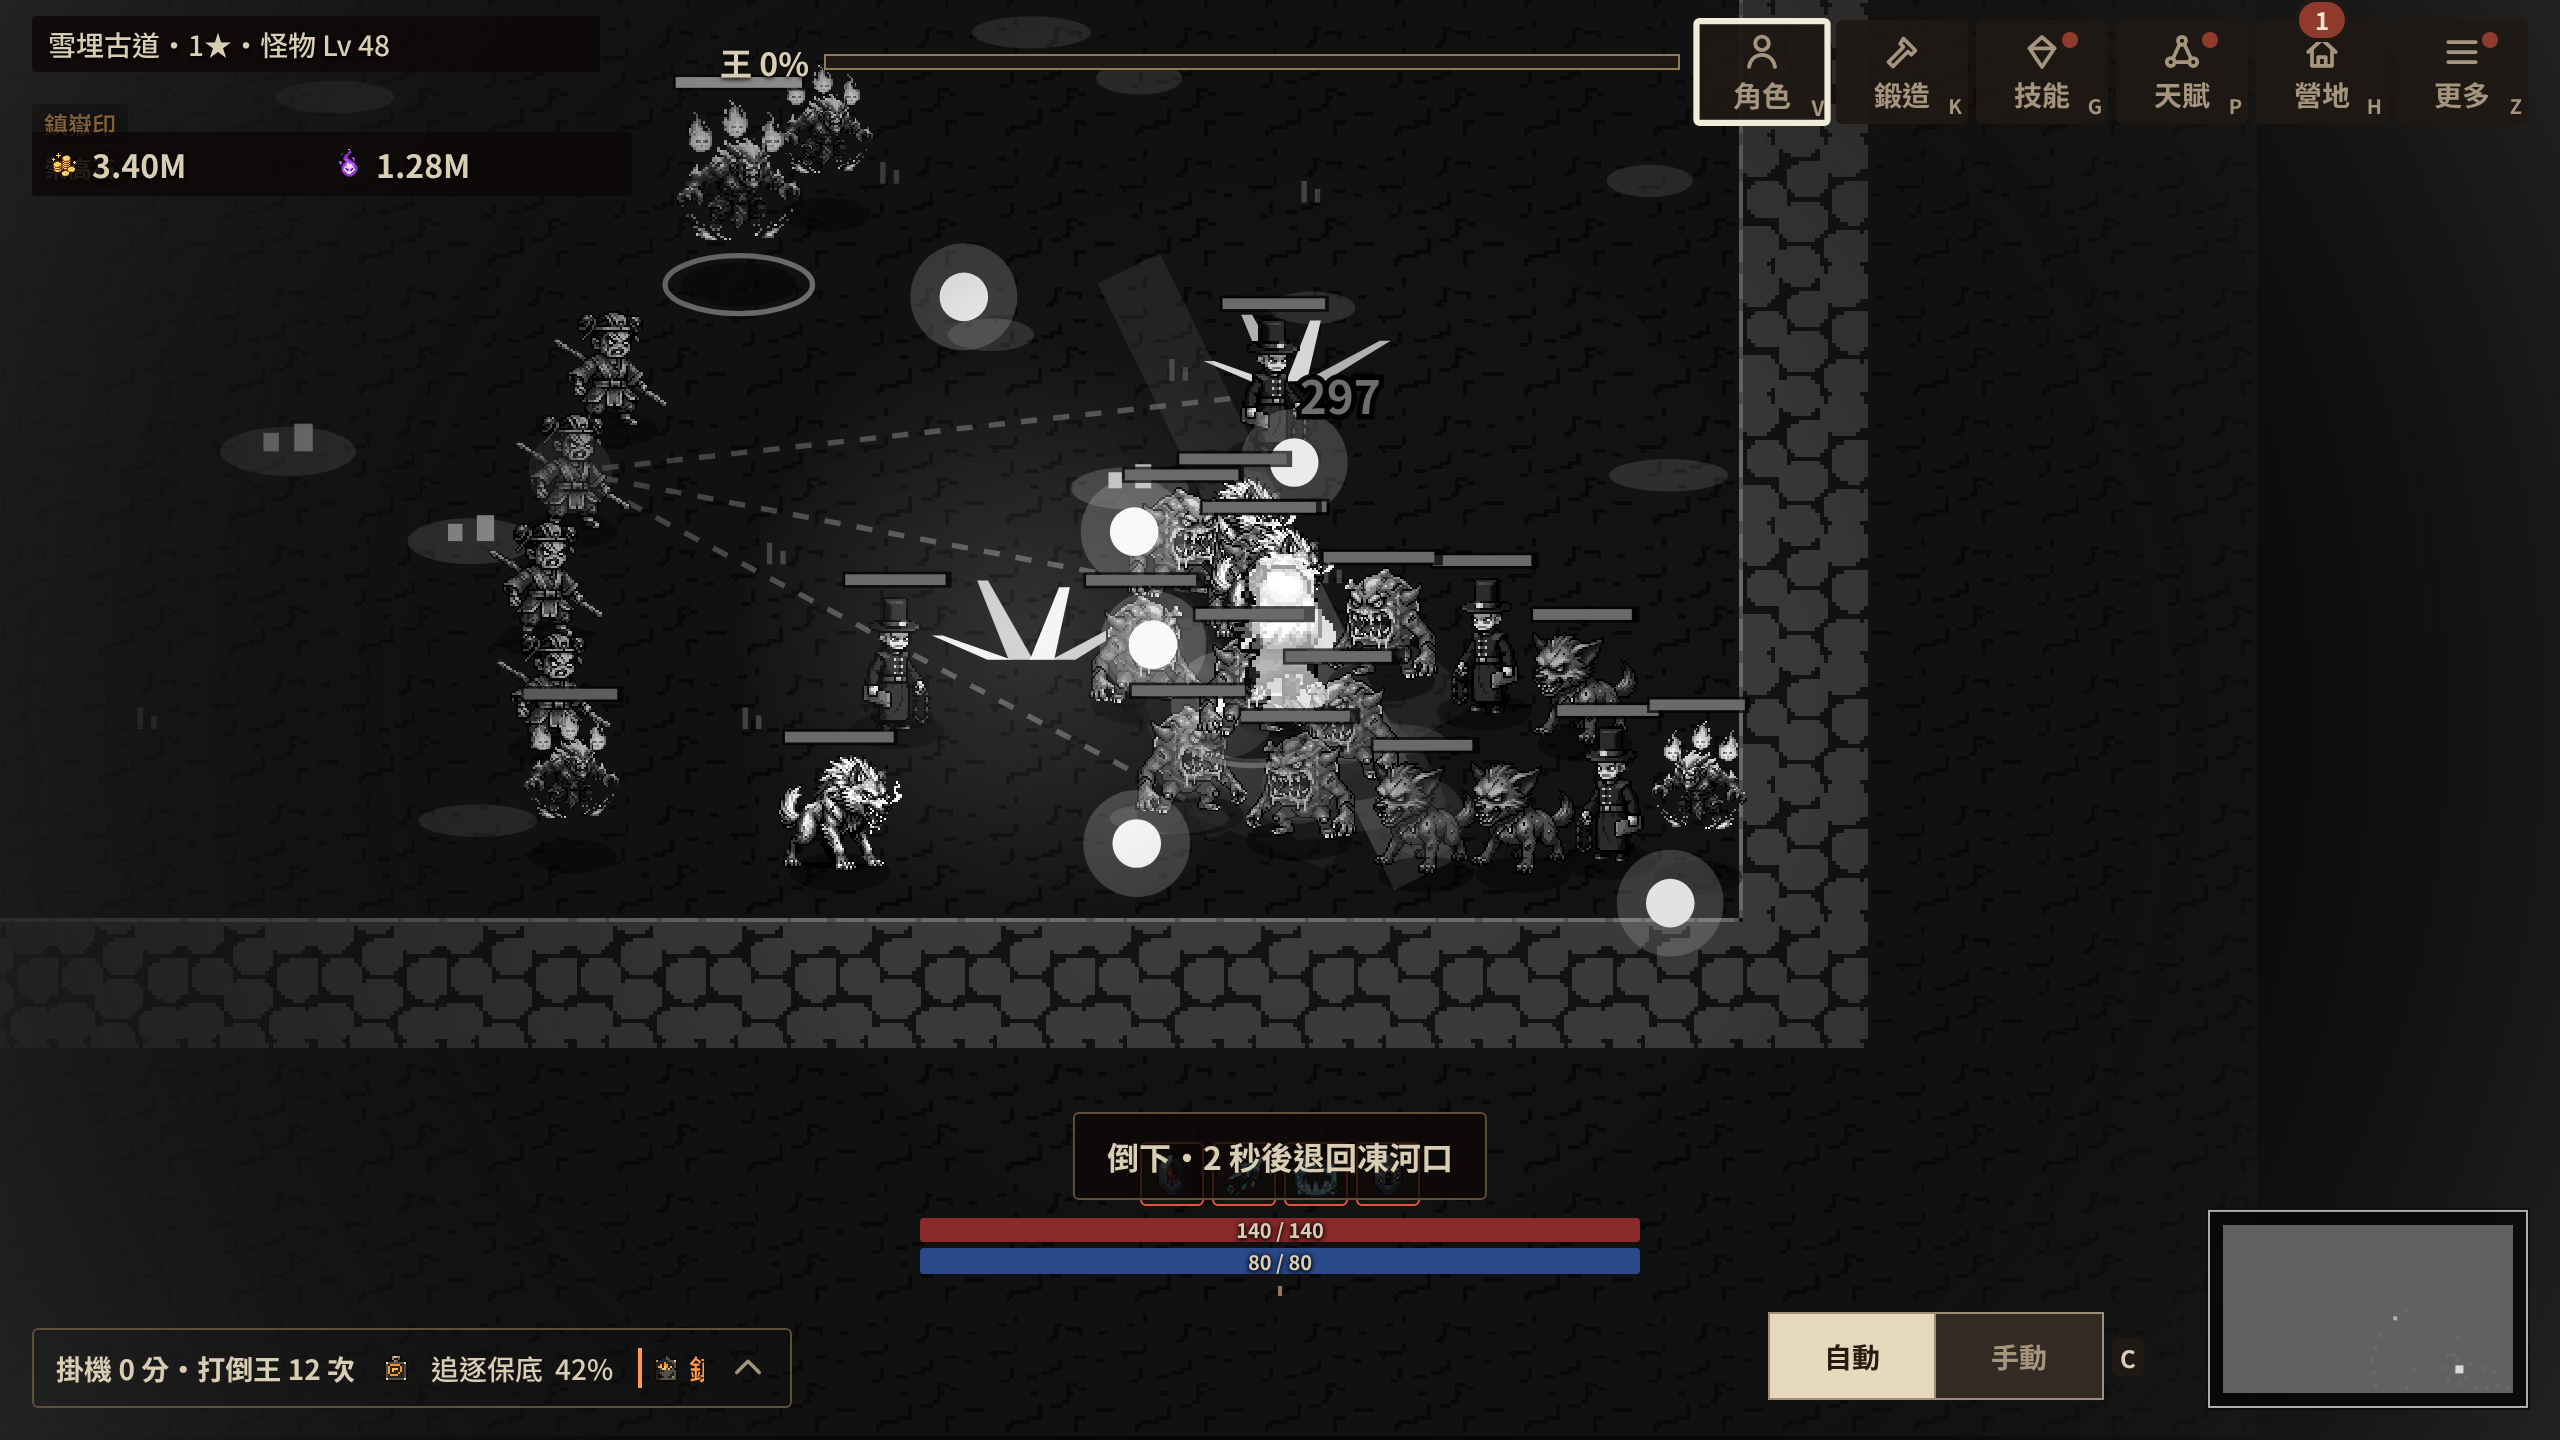 雪埋古道・1★・怪物 Lv 48
王 0%
角色 V
鍛造 K
技能 G
天賦 P
1
營地 H
更多 Z
鎮嶽印
3.40M
1.28M
297
倒下・2 秒後退回凍河口
140 / 140
80 / 80
掛機 0 分・打倒王 12 次
追逐保底 42%
自動
手動
C